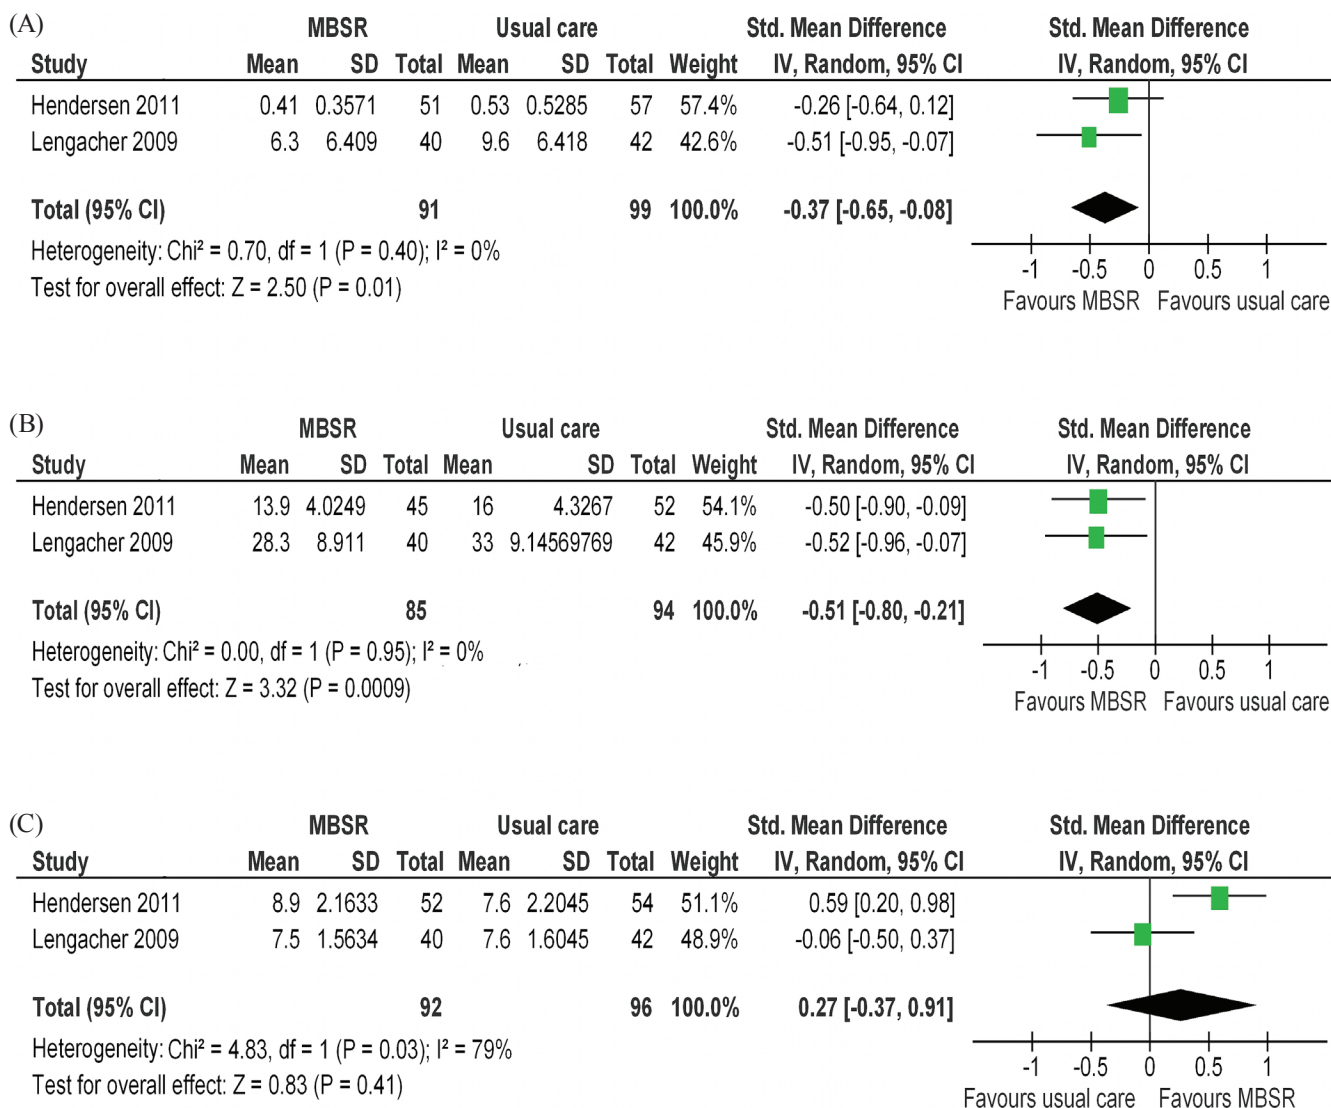 (A)
MBSR Usual care Std. Mean Difference Std. Mean Difference
Study Mean SD Total Mean SD Total Weight IV, Random, 95% CI IV, Random, 95% CI
Hendersen 2011 0.41 0.3571 51 0.53 0.5285 57 57.4% -0.26 [-0.64, 0.12]
Lengacher 2009 6.3 6.409 40 9.6 6.418 42 42.6% -0.51 [-0.95, -0.07]
Total (95% CI) 91 99 100.0% -0.37 [-0.65, -0.08]
Heterogeneity: Chi² = 0.70, df = 1 (P = 0.40); I² = 0%
Test for overall effect: Z = 2.50 (P = 0.01)
-1 -0.5 0 0.5 1
Favours MBSR Favours usual care
(B)
MBSR Usual care Std. Mean Difference Std. Mean Difference
Study Mean SD Total Mean SD Total Weight IV, Random, 95% CI IV, Random, 95% CI
Hendersen 2011 13.9 4.0249 45 16 4.3267 52 54.1% -0.50 [-0.90, -0.09]
Lengacher 2009 28.3 8.911 40 33 9.14569769 42 45.9% -0.52 [-0.96, -0.07]
Total (95% CI) 85 94 100.0% -0.51 [-0.80, -0.21]
Heterogeneity: Chi² = 0.00, df = 1 (P = 0.95); I² = 0%
Test for overall effect: Z = 3.32 (P = 0.0009)
-1 -0.5 0 0.5 1
Favours MBSR Favours usual care
(C)
MBSR Usual care Std. Mean Difference Std. Mean Difference
Study Mean SD Total Mean SD Total Weight IV, Random, 95% CI IV, Random, 95% CI
Hendersen 2011 8.9 2.1633 52 7.6 2.2045 54 51.1% 0.59 [0.20, 0.98]
Lengacher 2009 7.5 1.5634 40 7.6 1.6045 42 48.9% -0.06 [-0.50, 0.37]
Total (95% CI) 92 96 100.0% 0.27 [-0.37, 0.91]
Heterogeneity: Chi² = 4.83, df = 1 (P = 0.03); I² = 79%
Test for overall effect: Z = 0.83 (P = 0.41)
-1 -0.5 0 0.5 1
Favours usual care Favours MBSR